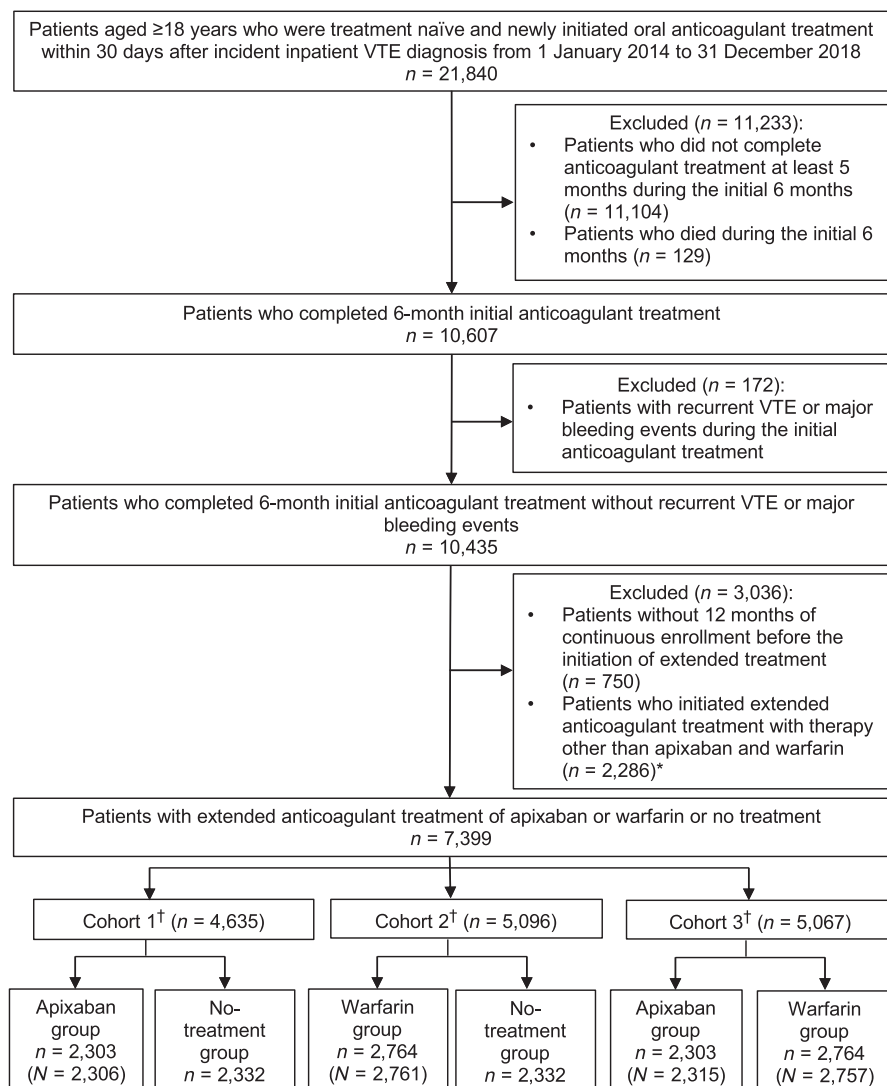 Patients aged ≥18 years who were treatment naïve and newly initiated oral anticoagulant treatment
within 30 days after incident inpatient VTE diagnosis from 1 January 2014 to 31 December 2018
n = 21,840
Excluded (n = 11,233):
• Patients who did not complete
anticoagulant treatment at least 5
months during the initial 6 months
(n = 11,104)
• Patients who died during the initial 6
months (n = 129)
Patients who completed 6-month initial anticoagulant treatment
n = 10,607
Excluded (n = 172):
• Patients with recurrent VTE or major
bleeding events during the initial
anticoagulant treatment
Patients who completed 6-month initial anticoagulant treatment without recurrent VTE or major
bleeding events
n = 10,435
Excluded (n = 3,036):
• Patients without 12 months of
continuous enrollment before the
initiation of extended treatment
(n = 750)
• Patients who initiated extended
anticoagulant treatment with therapy
other than apixaban and warfarin
(n = 2,286)*
Patients with extended anticoagulant treatment of apixaban or warfarin or no treatment
n = 7,399
Cohort 1† (n = 4,635)
Cohort 2† (n = 5,096)
Cohort 3† (n = 5,067)
Apixaban
group
n = 2,303
(N = 2,306)
No-
treatment
group
n = 2,332
Warfarin
group
n = 2,764
(N = 2,761)
No-
treatment
group
n = 2,332
Apixaban
group
n = 2,303
(N = 2,315)
Warfarin
group
n = 2,764
(N = 2,757)